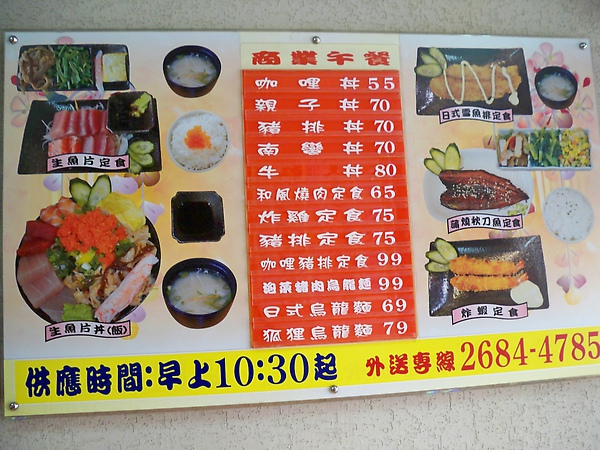 生魚片定食
生魚片丼(飯)
商業午餐
咖哩丼 55
親子丼 70
豬排丼 70
南蠻丼 70
牛丼 80
和風燒肉定食 65
炸雞定食 75
豬排定食 75
咖哩豬排定食 99
泡菜豬肉烏龍麵 99
日式烏龍麵 69
狐狸烏龍麵 79
日式雪魚排定食
蒲燒秋刀魚定食
炸蝦定食
供應時間:早上10:30起
外送專線 2684-4785